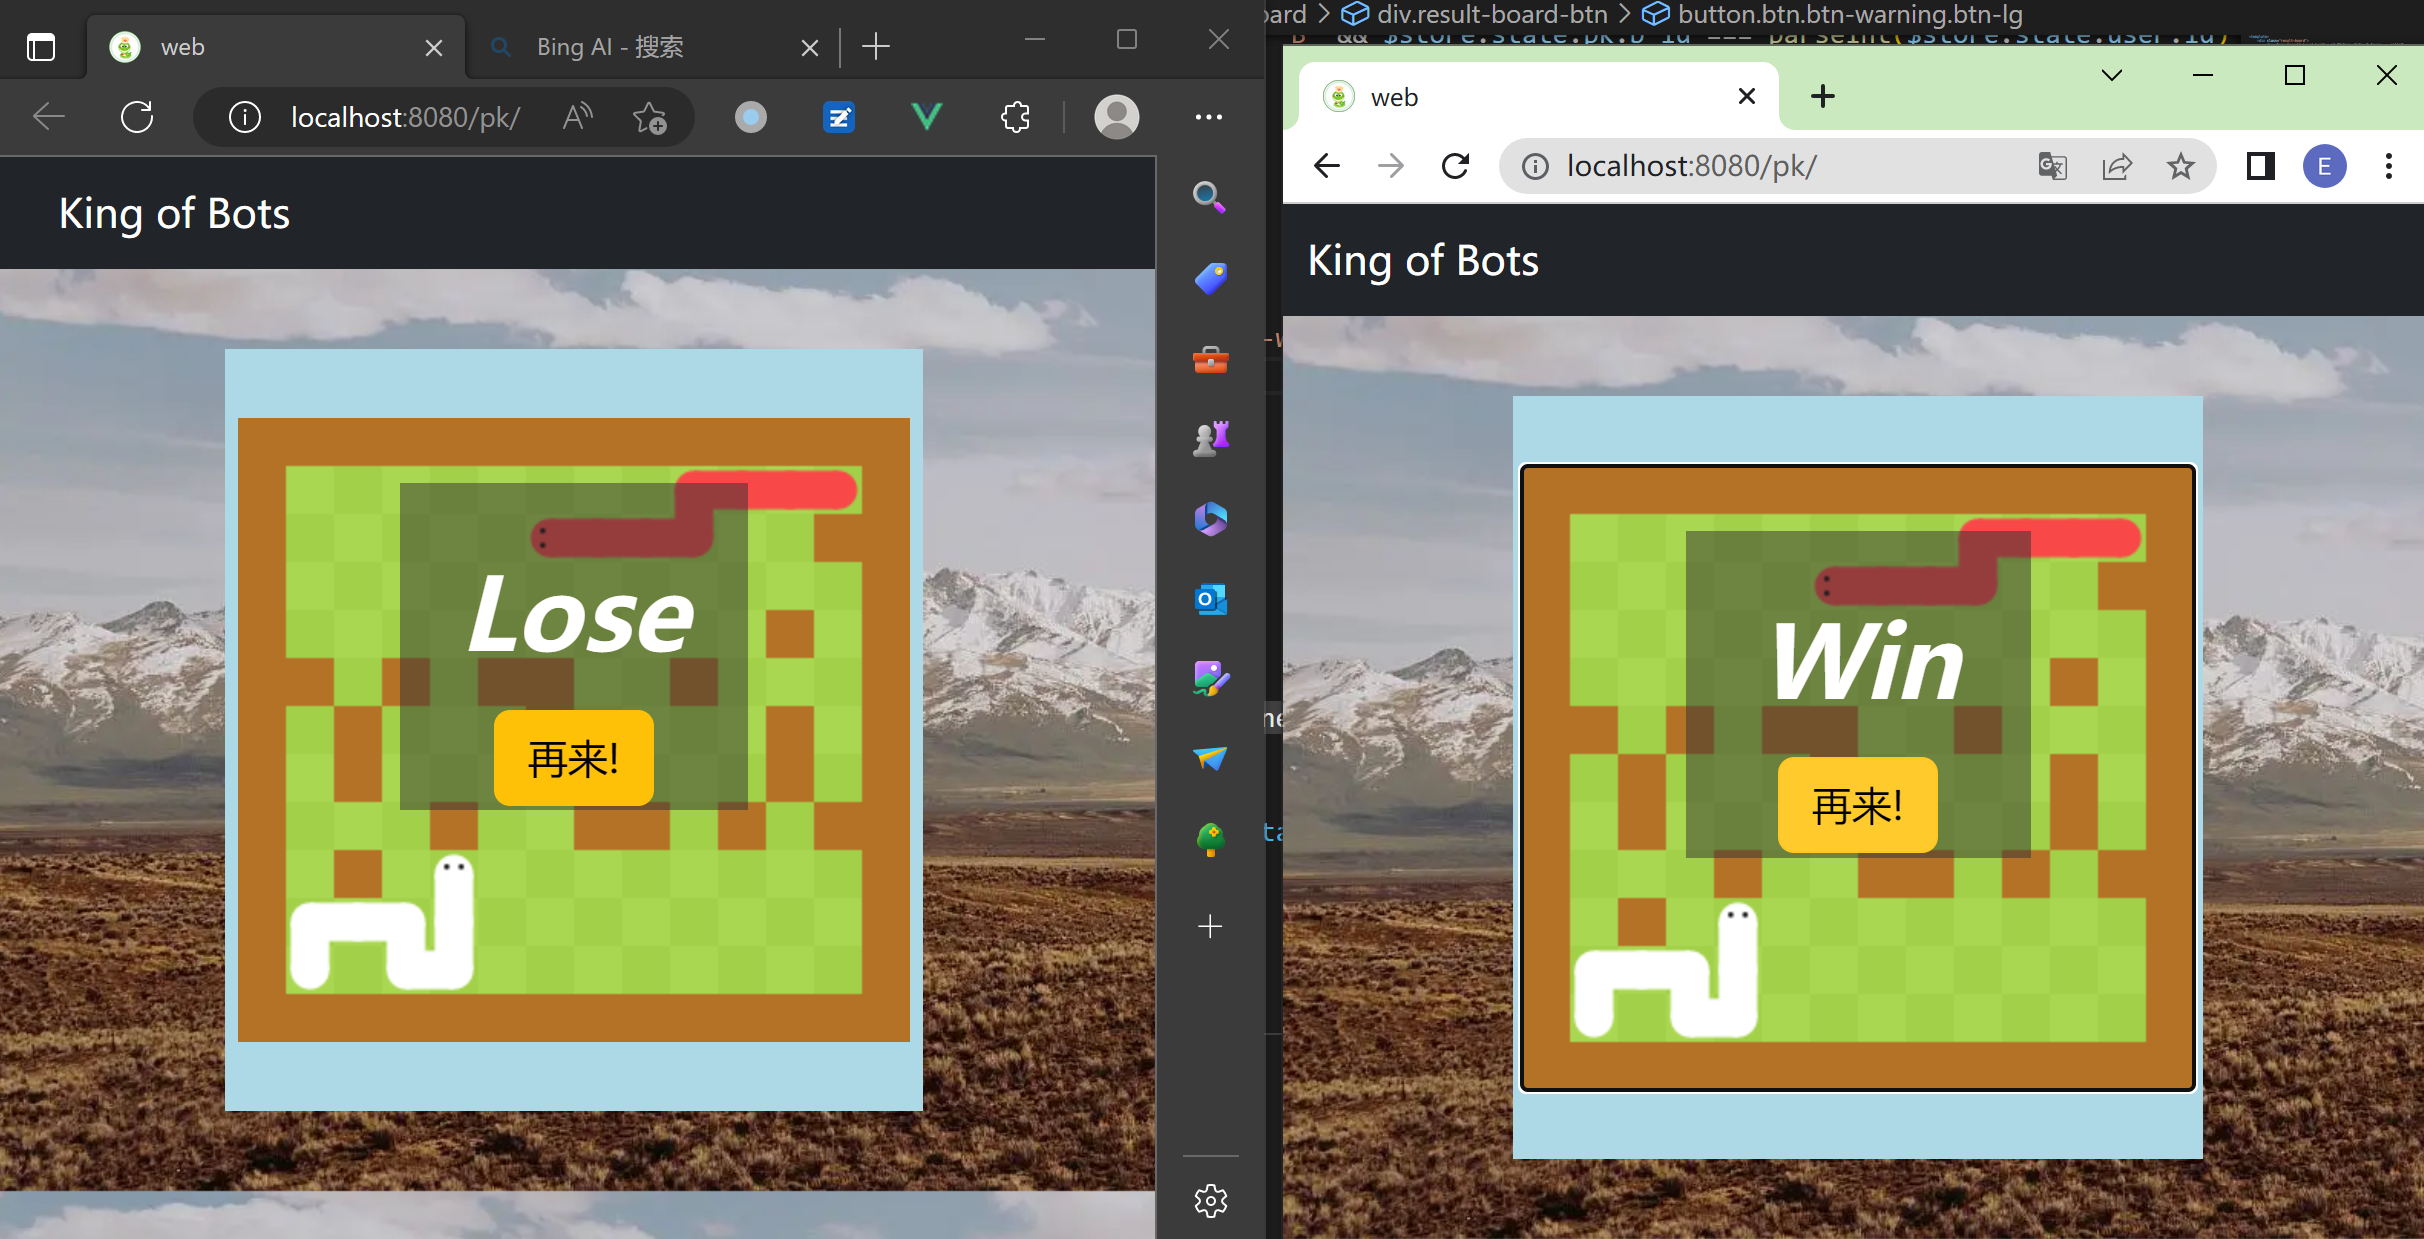 web
Bing AI - 搜索
localhost:8080/pk/
King of Bots
Lose
再来!
div.result-board-btn
button.btn.btn-warning.btn-lg
web
localhost:8080/pk/
E
King of Bots
Win
再来!